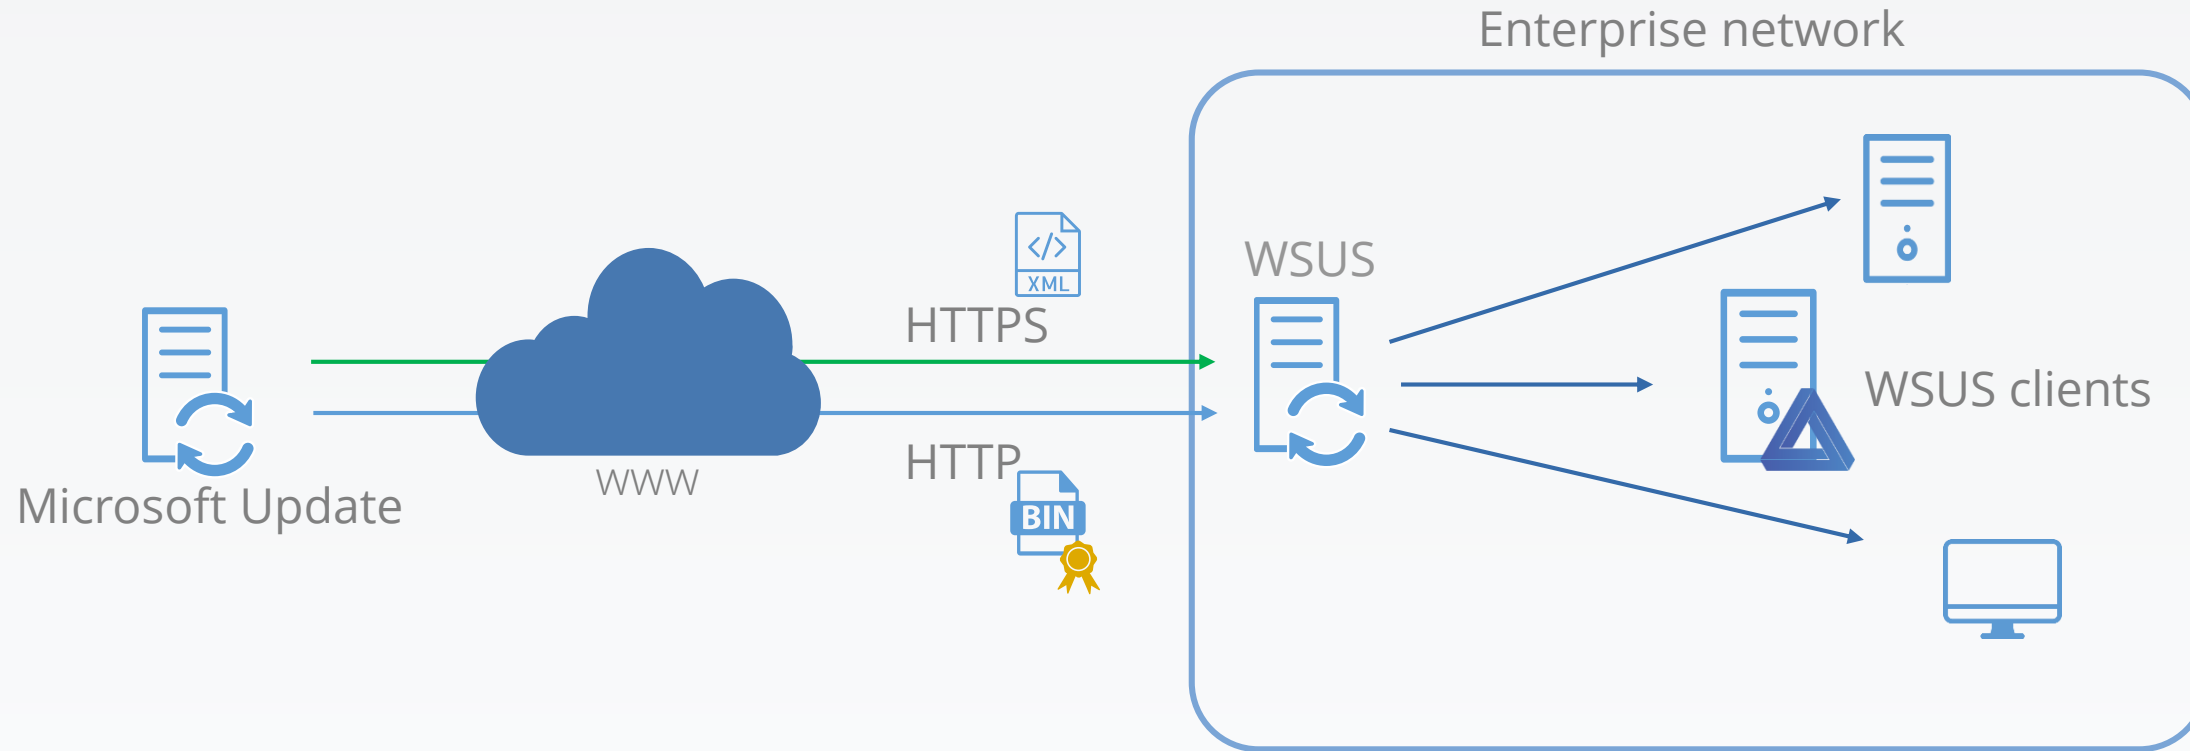 Enterprise network
XML
WSUS
HTTPS
WSUS clients
HTTP
WWW
Microsoft Update
BIN